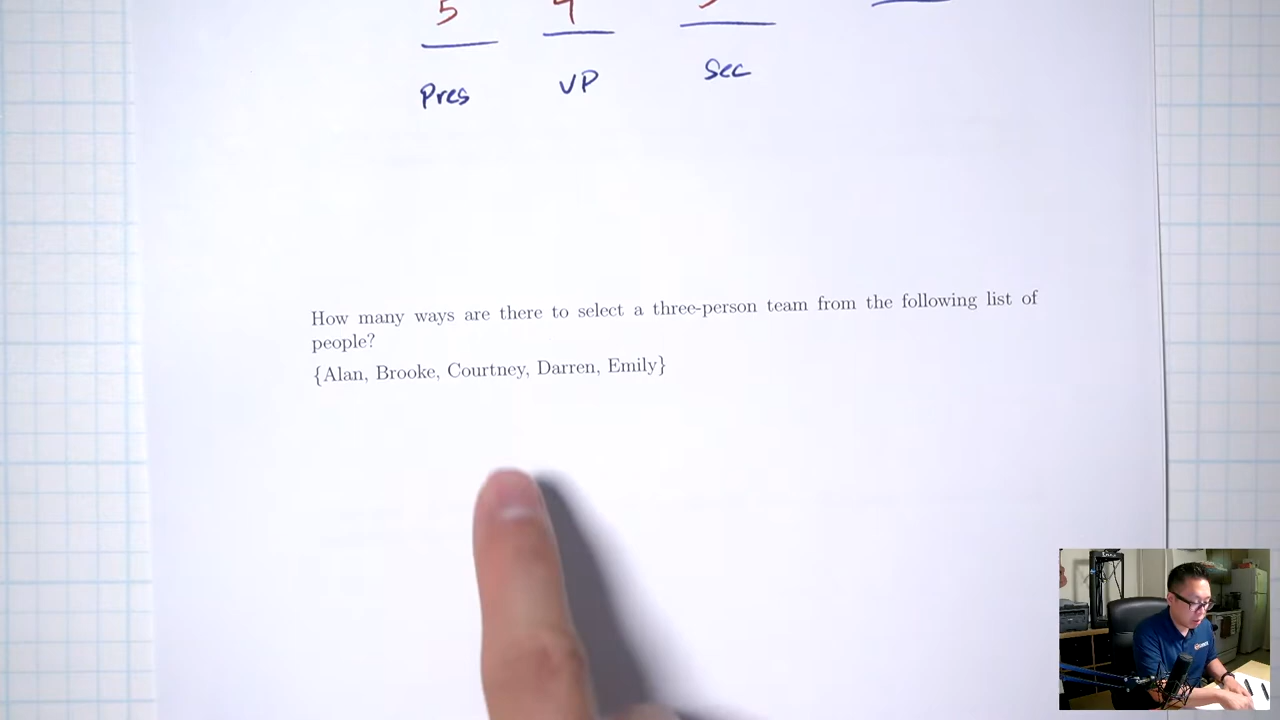 5 4
Pres VP Sec
How many ways are there to select a three-person team from the following list of
people?
{Alan, Brooke, Courtney, Darren, Emily}